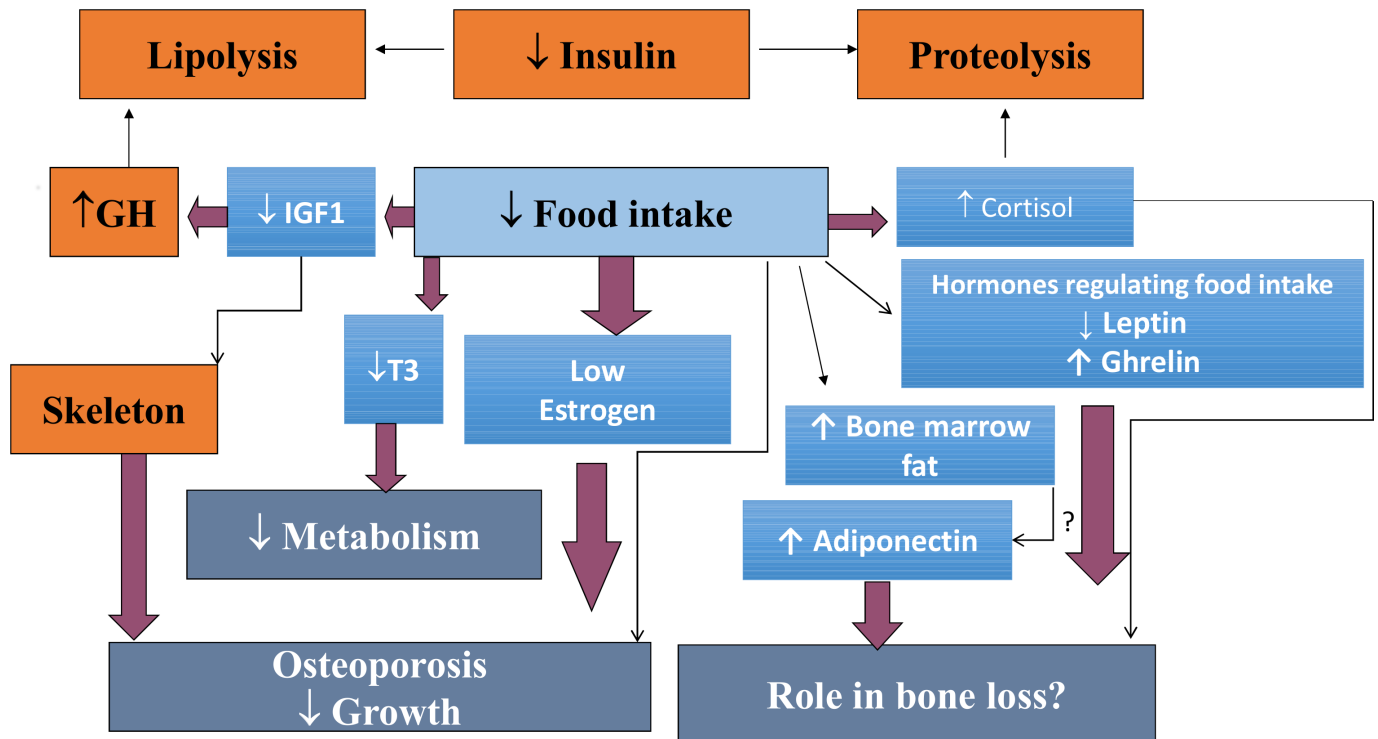 Lipolysis
↓ Insulin
Proteolysis
↑GH
↓ IGF1
↓ Food intake
↑ Cortisol
Hormones regulating food intake
↓ Leptin
↑ Ghrelin
↓T3
Low
Estrogen
Skeleton
↑ Bone marrow
fat
?
↓ Metabolism
↑ Adiponectin
Osteoporosis
↓ Growth
Role in bone loss?